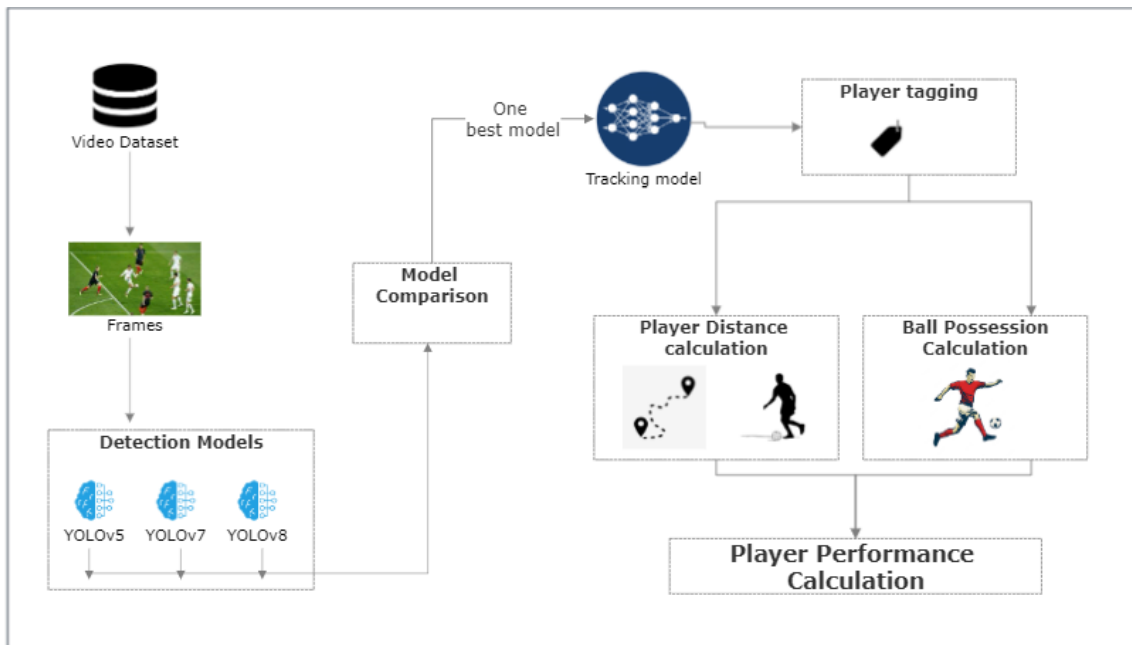 Video Dataset
Frames
Detection Models
YOLOv5
YOLOv7
YOLOv8
Model
Comparison
One
best model
Tracking model
Player tagging
Player Distance
calculation
Ball Possession
Calculation
Player Performance
Calculation